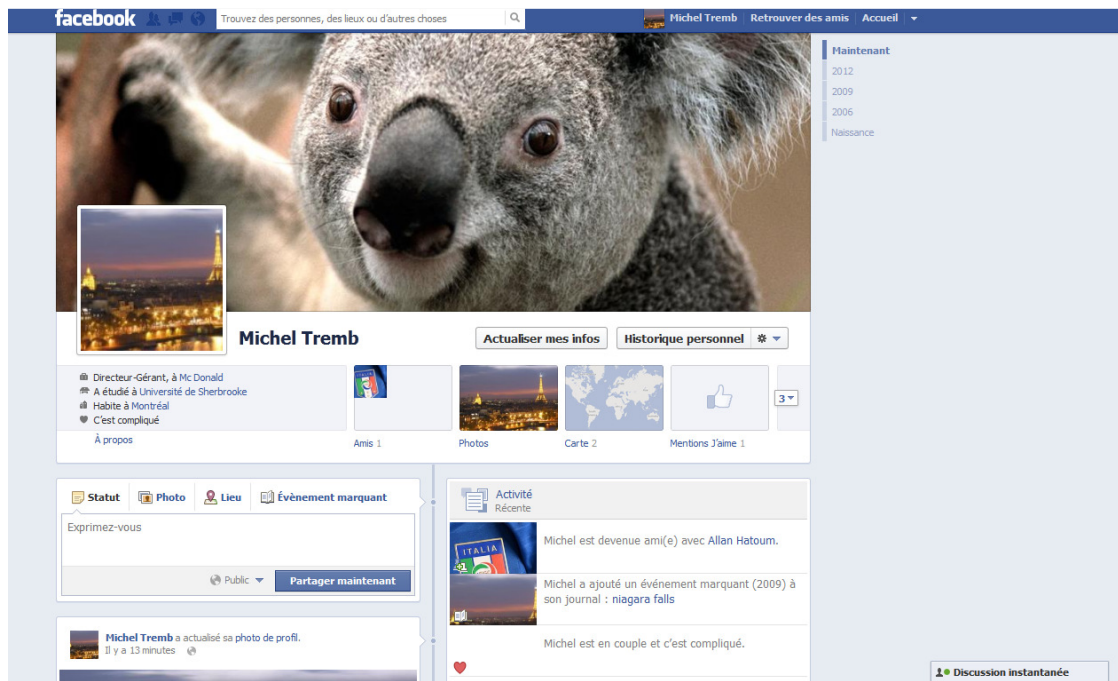 facebook
Trouvez des personnes, des lieux ou d'autres choses
Michel Tremb
Retrouver des amis
Accueil
Maintenant
2012
2009
2006
Naissance
Michel Tremb
Actualiser mes infos
Historique personnel
Directeur-Gérant, à Mc Donald
A étudié à Université de Sherbrooke
Habite à Montréal
C'est compliqué
À propos
Amis 1
Photos
Carte 2
Mentions J'aime 1
3
Statut
Photo
Lieu
Évènement marquant
Exprimez-vous
Public
Partager maintenant
Michel Tremb a actualisé sa photo de profil.
Il y a 13 minutes
Activité
Récente
ITALIA
+1
Michel est devenue ami(e) avec Allan Hatoum.
Michel a ajouté un événement marquant (2009) à
son journal : niagara falls
Michel est en couple et c'est compliqué.
Discussion instantanée